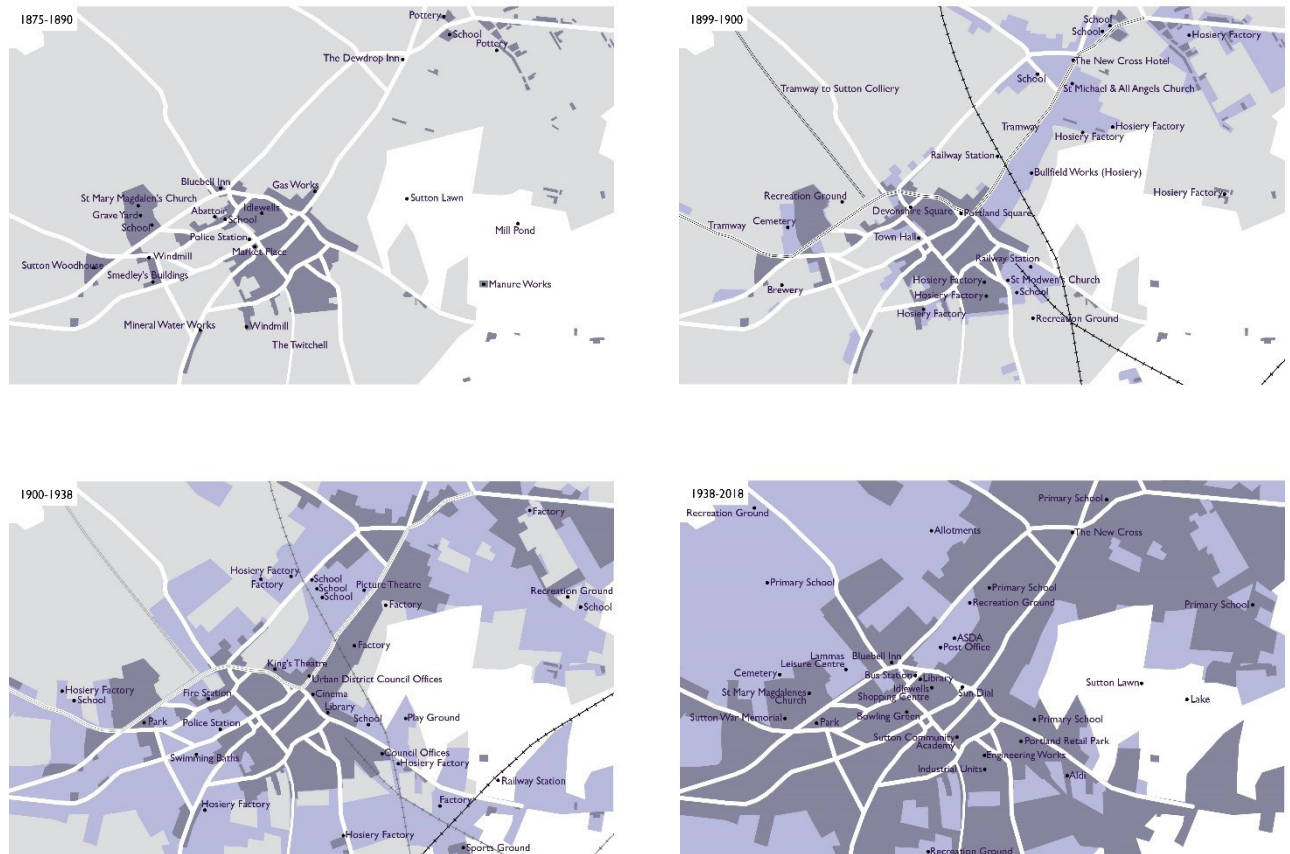 1875-1890
Pottery
School
Pottery
The Dewdrop Inn
Bluebell Inn
Gas Works
St Mary Magdalen's Church
Grave Yard
School
Abattoir
School
Idlewells
Sutton Lawn
Mill Pond
Police Station
Market Place
Sutton Woodhouse
Windmill
Smedley's Buildings
Manure Works
Mineral Water Works
Windmill
The Twitchell
1899-1900
School
School
Hosiery Factory
The New Cross Hotel
School
St Michael & All Angels Church
Tramway to Sutton Colliery
Tramway
Hosiery Factory
Hosiery Factory
Railway Station
Bullfield Works (Hosiery)
Recreation Ground
Hosiery Factory
Devonshire Square
Portland Square
Cemetery
Tramway
Town Hall
Railway Station
Brewery
Hosiery Factory
St Modwen's Church
Hosiery Factory
School
Hosiery Factory
Recreation Ground
1900-1938
Factory
Hosiery Factory
Factory
School
School
School
Picture Theatre
Recreation Ground
School
Factory
Factory
King's Theatre
Urban District Council Offices
Hosiery Factory
School
Fire Station
Cinema
Library
Park
Police Station
School
Play Ground
Swimming Baths
Council Offices
Hosiery Factory
Railway Station
Hosiery Factory
Factory
Hosiery Factory
Sports Ground
1938-2018
Recreation Ground
Primary School
Allotments
The New Cross
Primary School
Primary School
Recreation Ground
Primary School
ASDA
Post Office
Lammas
Leisure Centre
Bluebell Inn
Cemetery
Bus Station
Library
Sutton Lawn
St Mary Magdalenes
Church
Idlewells
Shopping Centre
Sun Dial
Lake
Sutton War Memorial
Park
Bowling Green
Primary School
Sutton Community
Academy
Portland Retail Park
Engineering Works
Industrial Units
Aldi
Recreation Ground